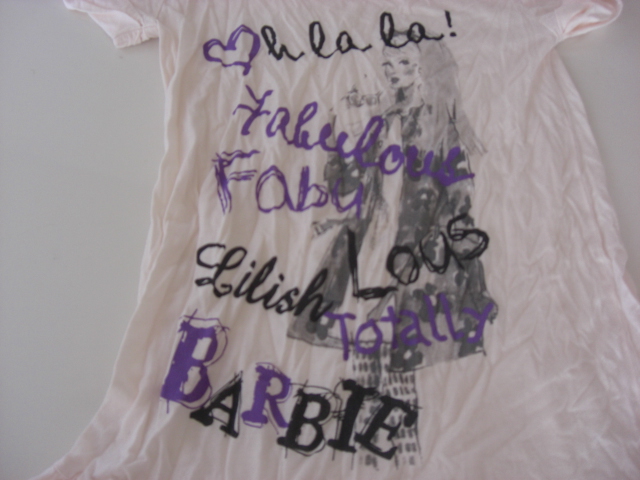 Oh la la!
Fabulous
Faby
Lous
Lilish
Totally
BARBIE